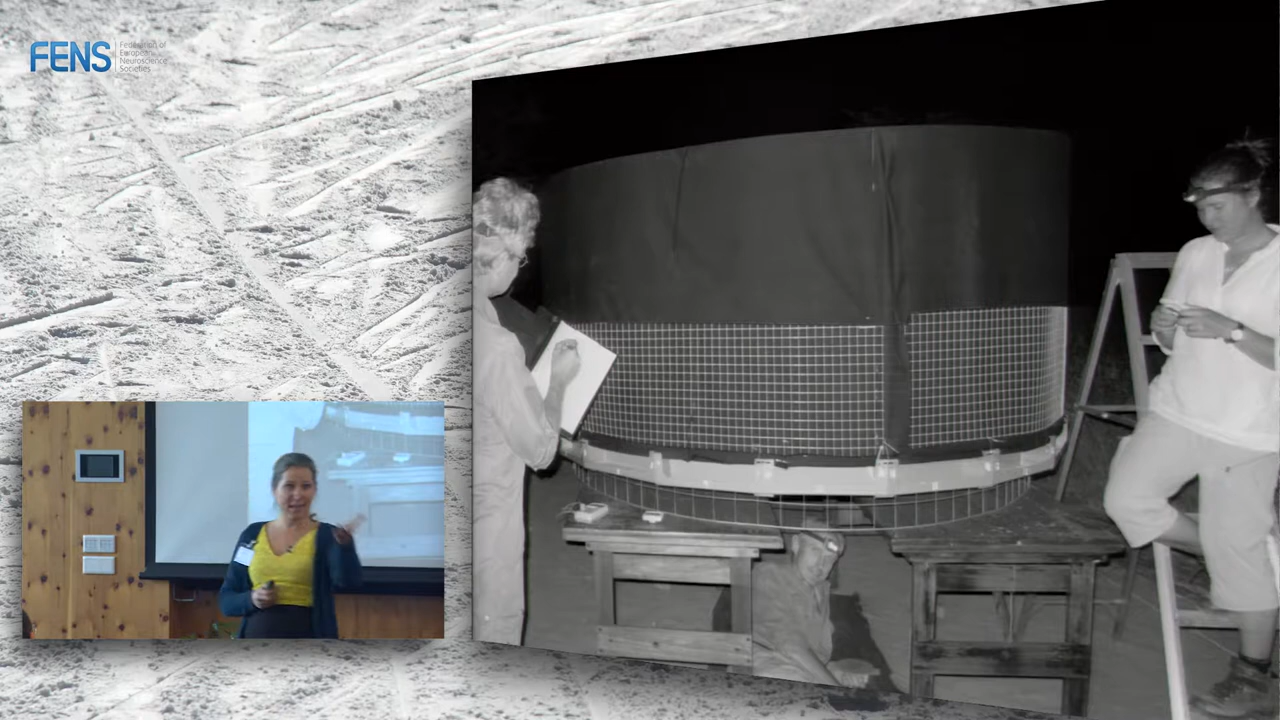 FENS
Federation of
European
Neuroscience
Societies